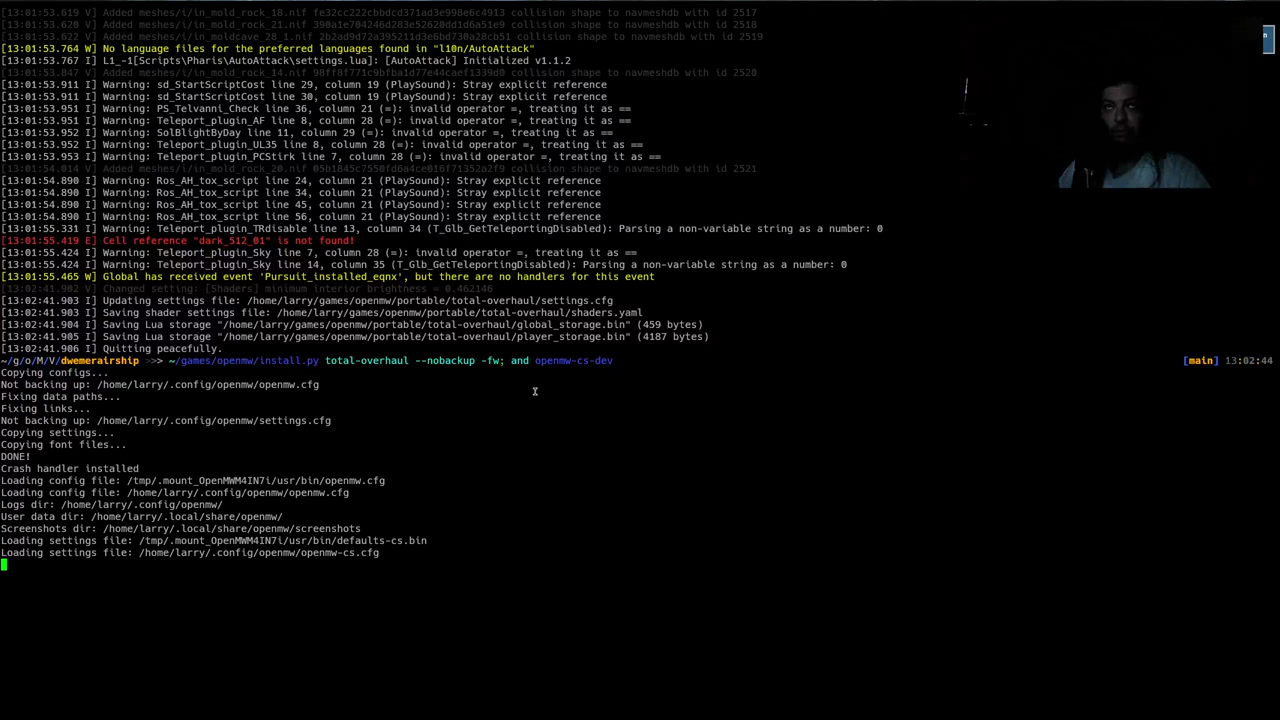 [13:01:53.619 V] Added meshes/i/in_mold_rock_18.nif fe32cc222cbbdcd371ad3e998e6c4913 collision shape to navmeshdb with id 2517
[13:01:53.620 V] Added meshes/i/in_mold_rock_21.nif 390a1e704246d283e52620dd1d6a51e9 collision shape to navmeshdb with id 2518
[13:01:53.622 V] Added meshes/i/in_moldcave_28_1.nif 2b2ad9d72a395211d3e6bd730a28cb61 collision shape to navmeshdb with id 2519
[13:01:53.764 W] No language files for the preferred languages found in "l10n/AutoAttack"
[13:01:53.767 I] L1_-1[Scripts\Pharis\AutoAttack\settings.lua]: [AutoAttack] Initialized v1.1.2
[13:01:53.847 V] Added meshes/i/in_mold_rock_14.nif 98ff8f771c9bfba1d77e44caef1339d0 collision shape to navmeshdb with id 2520
[13:01:53.911 I] Warning: sd_StartScriptCost line 29, column 19 (PlaySound): Stray explicit reference
[13:01:53.911 I] Warning: sd_StartScriptCost line 30, column 19 (PlaySound): Stray explicit reference
[13:01:53.951 I] Warning: PS_Telvanni_Check line 36, column 21 (=): invalid operator =, treating it as ==
[13:01:53.951 I] Warning: Teleport_plugin_AF line 8, column 28 (=): invalid operator =, treating it as ==
[13:01:53.952 I] Warning: SolBlightByDay line 11, column 29 (=): invalid operator =, treating it as ==
[13:01:53.952 I] Warning: Teleport_plugin_UL35 line 8, column 28 (=): invalid operator =, treating it as ==
[13:01:53.953 I] Warning: Teleport_plugin_PCStirk line 7, column 28 (=): invalid operator =, treating it as ==
[13:01:54.014 V] Added meshes/i/in_mold_rock_20.nif 05b1845c7550fd6a4ce016f71352a2f9 collision shape to navmeshdb with id 2521
[13:01:54.890 I] Warning: Ros_AH_tox_script line 24, column 21 (PlaySound): Stray explicit reference
[13:01:54.890 I] Warning: Ros_AH_tox_script line 34, column 21 (PlaySound): Stray explicit reference
[13:01:54.890 I] Warning: Ros_AH_tox_script line 45, column 21 (PlaySound): Stray explicit reference
[13:01:54.890 I] Warning: Ros_AH_tox_script line 56, column 21 (PlaySound): Stray explicit reference
[13:01:55.331 I] Warning: Teleport_plugin_TRdisable line 13, column 34 (T_Glb_GetTeleportingDisabled): Parsing a non-variable string as a number: 0
[13:01:55.419 E] Cell reference "dark_512_01" is not found!
[13:01:55.424 I] Warning: Teleport_plugin_Sky line 7, column 28 (=): invalid operator =, treating it as ==
[13:01:55.424 I] Warning: Teleport_plugin_Sky line 14, column 35 (T_Glb_GetTeleportingDisabled): Parsing a non-variable string as a number: 0
[13:01:55.465 W] Global has received event 'Pursuit_installed_eqnx', but there are no handlers for this event
[13:02:41.902 V] Changed setting: [Shaders] minimum interior brightness = 0.462146
[13:02:41.903 I] Updating settings file: /home/larry/games/openmw/portable/total-overhaul/settings.cfg
[13:02:41.903 I] Saving shader settings file: /home/larry/games/openmw/portable/total-overhaul/shaders.yaml
[13:02:41.904 I] Saving Lua storage "/home/larry/games/openmw/portable/total-overhaul/global_storage.bin" (459 bytes)
[13:02:41.905 I] Saving Lua storage "/home/larry/games/openmw/portable/total-overhaul/player_storage.bin" (4187 bytes)
[13:02:41.906 I] Quitting peacefully.
~/g/o/M/V/dwemerairship >>> ~/games/openmw/install.py total-overhaul --nobackup -fw; and openmw-cs-dev [main] 13:02:44
Copying configs...
Not backing up: /home/larry/.config/openmw/openmw.cfg
Fixing data paths...
Fixing links...
Not backing up: /home/larry/.config/openmw/settings.cfg
Copying settings...
Copying font files...
DONE!
Crash handler installed
Loading config file: /tmp/.mount_OpenMWM4IN7i/usr/bin/openmw.cfg
Loading config file: /home/larry/.config/openmw/openmw.cfg
Logs dir: /home/larry/.config/openmw/
User data dir: /home/larry/.local/share/openmw/
Screenshots dir: /home/larry/.local/share/openmw/screenshots
Loading settings file: /tmp/.mount_OpenMWM4IN7i/usr/bin/defaults-cs.bin
Loading settings file: /home/larry/.config/openmw/openmw-cs.cfg